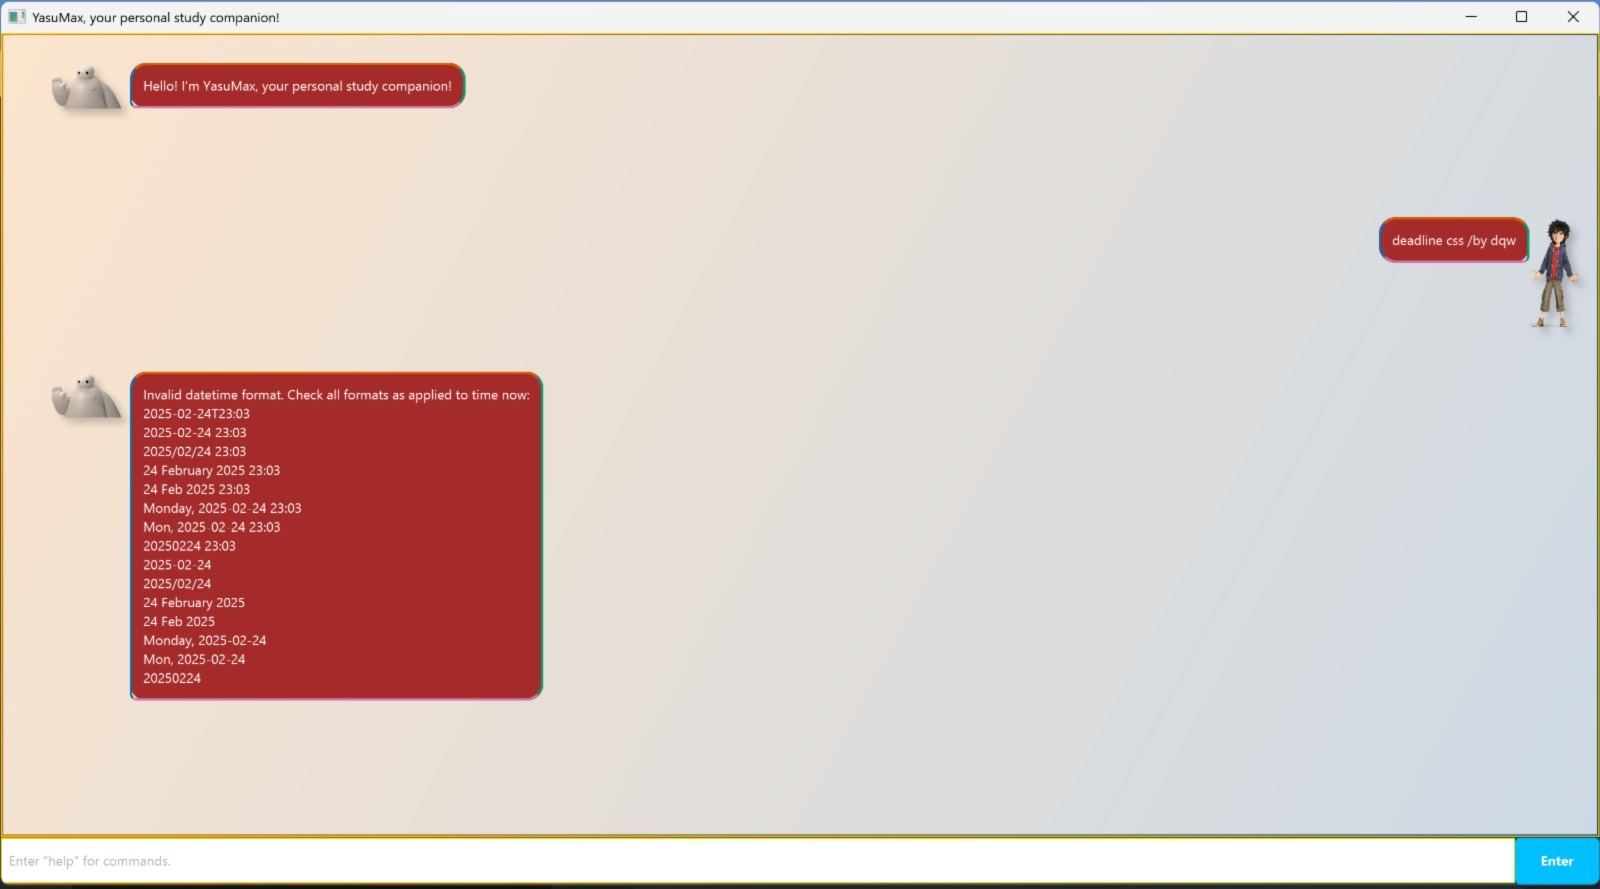 YasuMax, your personal study companion!
Hello! I'm YasuMax, your personal study companion!
deadline css /by dqw
Invalid datetime format. Check all formats as applied to time now:
2025-02-24T23:03
2025-02-24 23:03
2025/02/24 23:03
24 February 2025 23:03
24 Feb 2025 23:03
Monday, 2025-02-24 23:03
Mon, 2025-02-24 23:03
20250224 23:03
2025-02-24
2025/02/24
24 February 2025
24 Feb 2025
Monday, 2025-02-24
Mon, 2025-02-24
20250224
Enter "help" for commands.
Enter